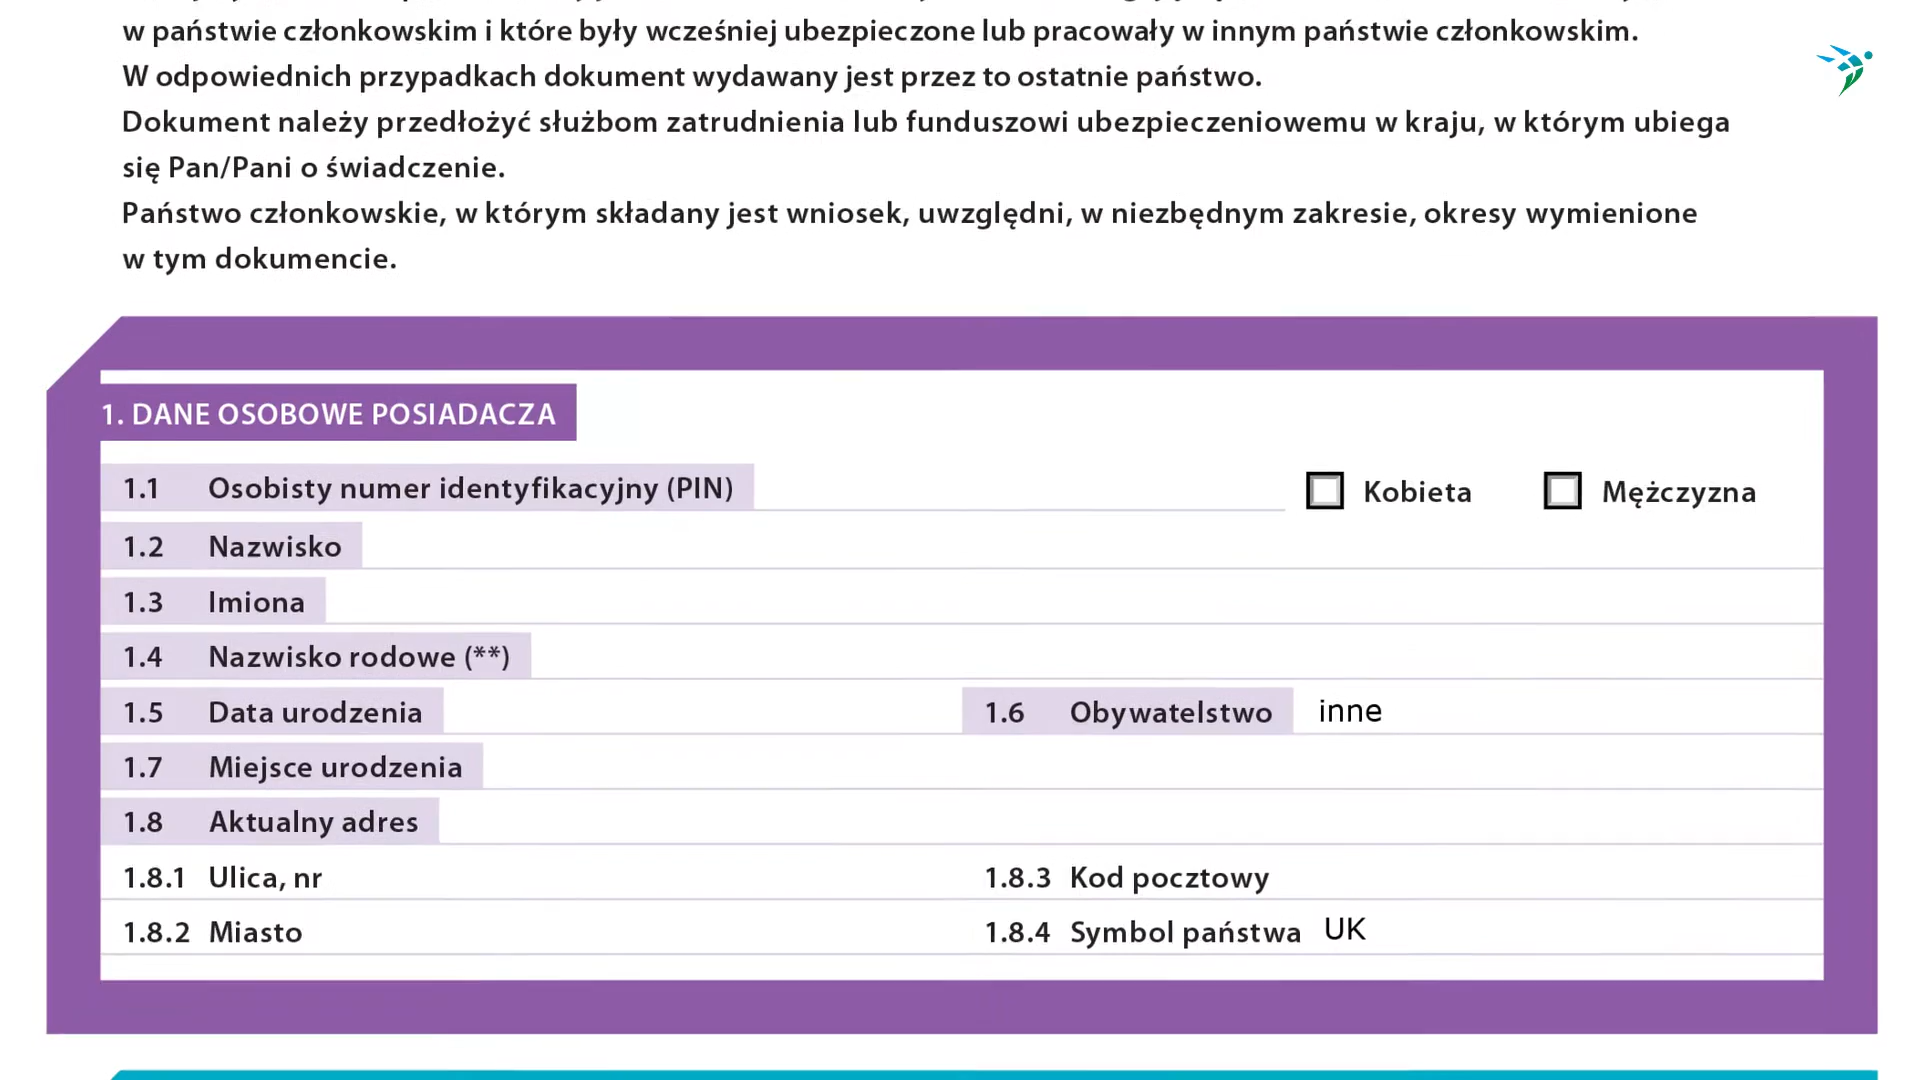 w państwie członkowskim i które były wcześniej ubezpieczone lub pracowały w innym państwie członkowskim.
W odpowiednich przypadkach dokument wydawany jest przez to ostatnie państwo.
Dokument należy przedłożyć służbom zatrudnienia lub funduszowi ubezpieczeniowemu w kraju, w którym ubiega
się Pan/Pani o świadczenie.
Państwo członkowskie, w którym składany jest wniosek, uwzględni, w niezbędnym zakresie, okresy wymienione
w tym dokumencie.
1. DANE OSOBOWE POSIADACZA
1.1 Osobisty numer identyfikacyjny (PIN) Kobieta Mężczyzna
1.2 Nazwisko
1.3 Imiona
1.4 Nazwisko rodowe (**)
1.5 Data urodzenia 1.6 Obywatelstwo inne
1.7 Miejsce urodzenia
1.8 Aktualny adres
1.8.1 Ulica, nr 1.8.3 Kod pocztowy
1.8.2 Miasto 1.8.4 Symbol państwa UK